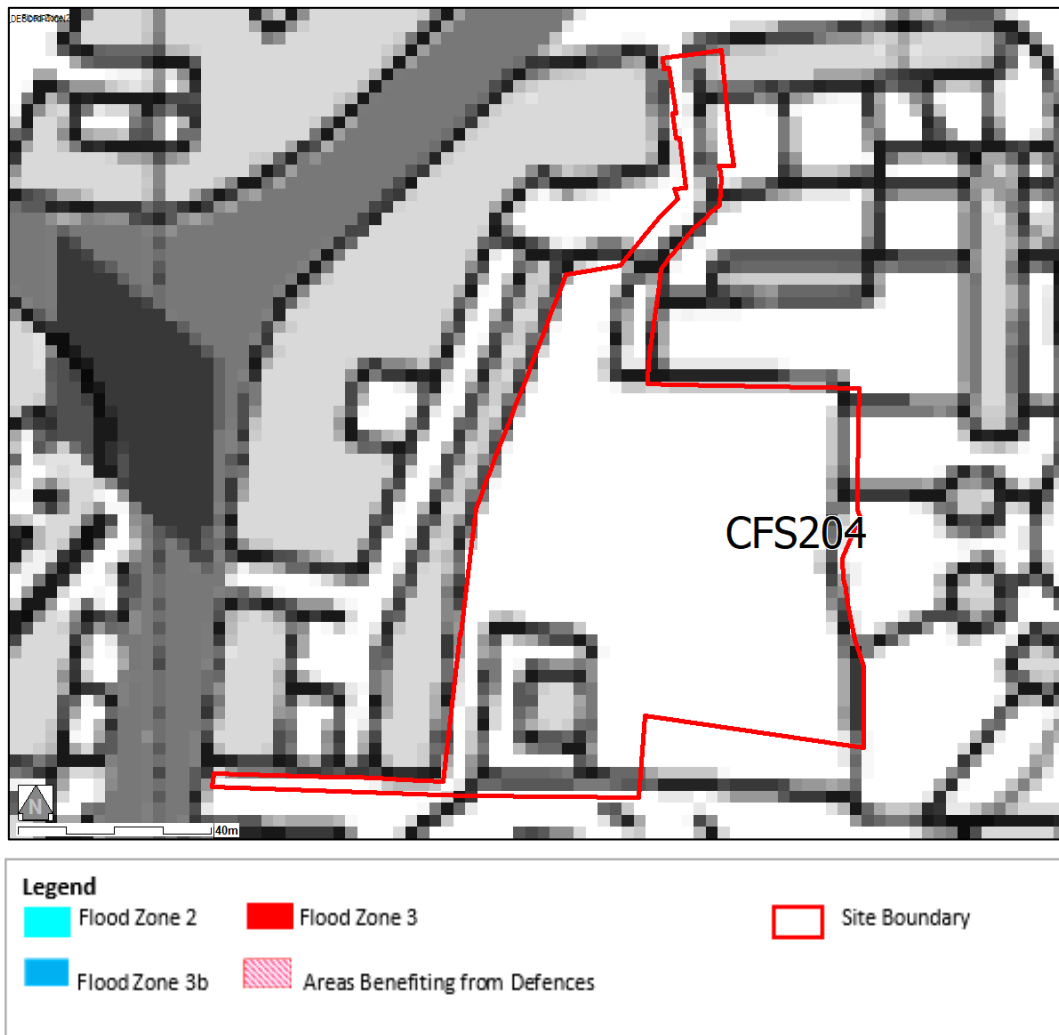 CFS204
N
40m
Legend
Flood Zone 2
Flood Zone 3
Site Boundary
Flood Zone 3b
Areas Benefiting from Defences